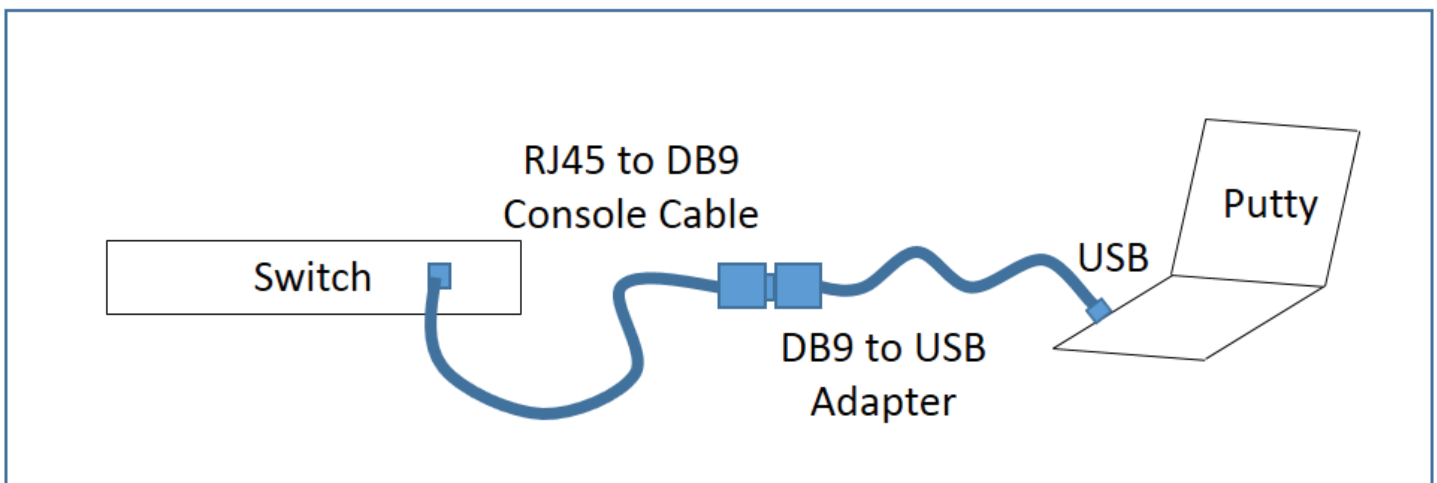 RJ45 to DB9
Console Cable
Switch
DB9 to USB
Adapter
USB
Putty